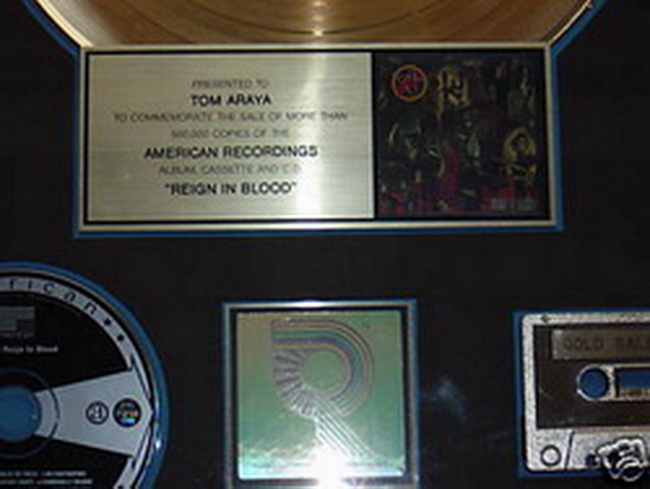 PRESENTED TO
TOM ARAYA
TO COMMEMORATE THE SALE OF MORE THAN
500,000 COPIES OF THE
AMERICAN RECORDINGS
ALBUM, CASSETTE AND C.D.
"REIGN IN BLOOD"
erican
Reign In Blood
GOLD SAL